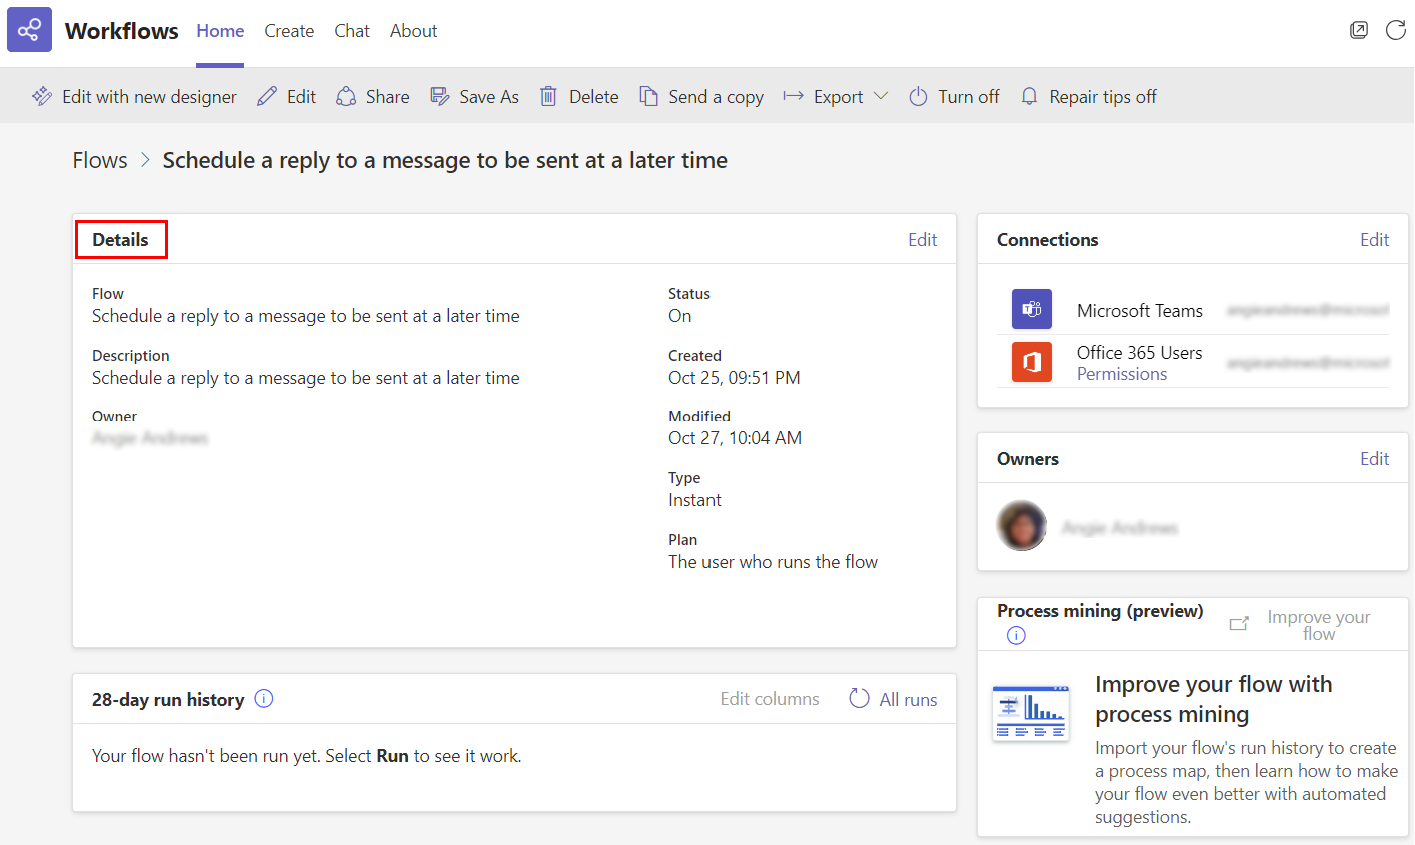 Workflows Home Create Chat About
Edit with new designer Edit Share Save As Delete Send a copy Export Turn off Repair tips off
Flows > Schedule a reply to a message to be sent at a later time
Details Edit
Flow
Schedule a reply to a message to be sent at a later time
Description
Schedule a reply to a message to be sent at a later time
Owner
Status
On
Created
Oct 25, 09:51 PM
Modified
Oct 27, 10:04 AM
Type
Instant
Plan
The user who runs the flow
28-day run history Edit columns All runs
Your flow hasn't been run yet. Select Run to see it work.
Connections Edit
Microsoft Teams
Office 365 Users
Permissions
Owners Edit
Process mining (preview)
Improve your
flow
Improve your flow with
process mining
Import your flow's run history to create
a process map, then learn how to make
your flow even better with automated
suggestions.